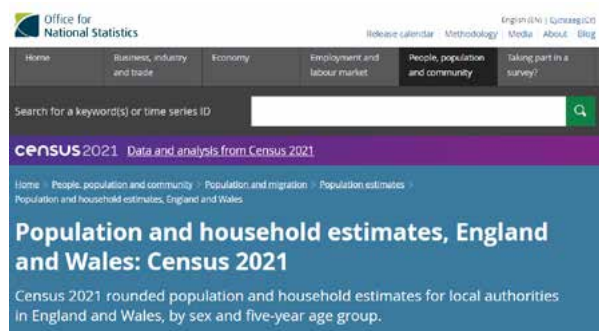 Office for
National Statistics
English (EN) | Cymraeg (CY)
Release calendar Methodology Media About Blog
Home Business, industry and trade Economy Employment and labour market People, population and community Taking part in a survey?
Search for a keyword(s) or time series ID
census2021 Data and analysis from Census 2021
Home > People, population and community > Population and migration > Population estimates >
Population and household estimates, England and Wales
Population and household estimates, England
and Wales: Census 2021
Census 2021 rounded population and household estimates for local authorities
in England and Wales, by sex and five-year age group.